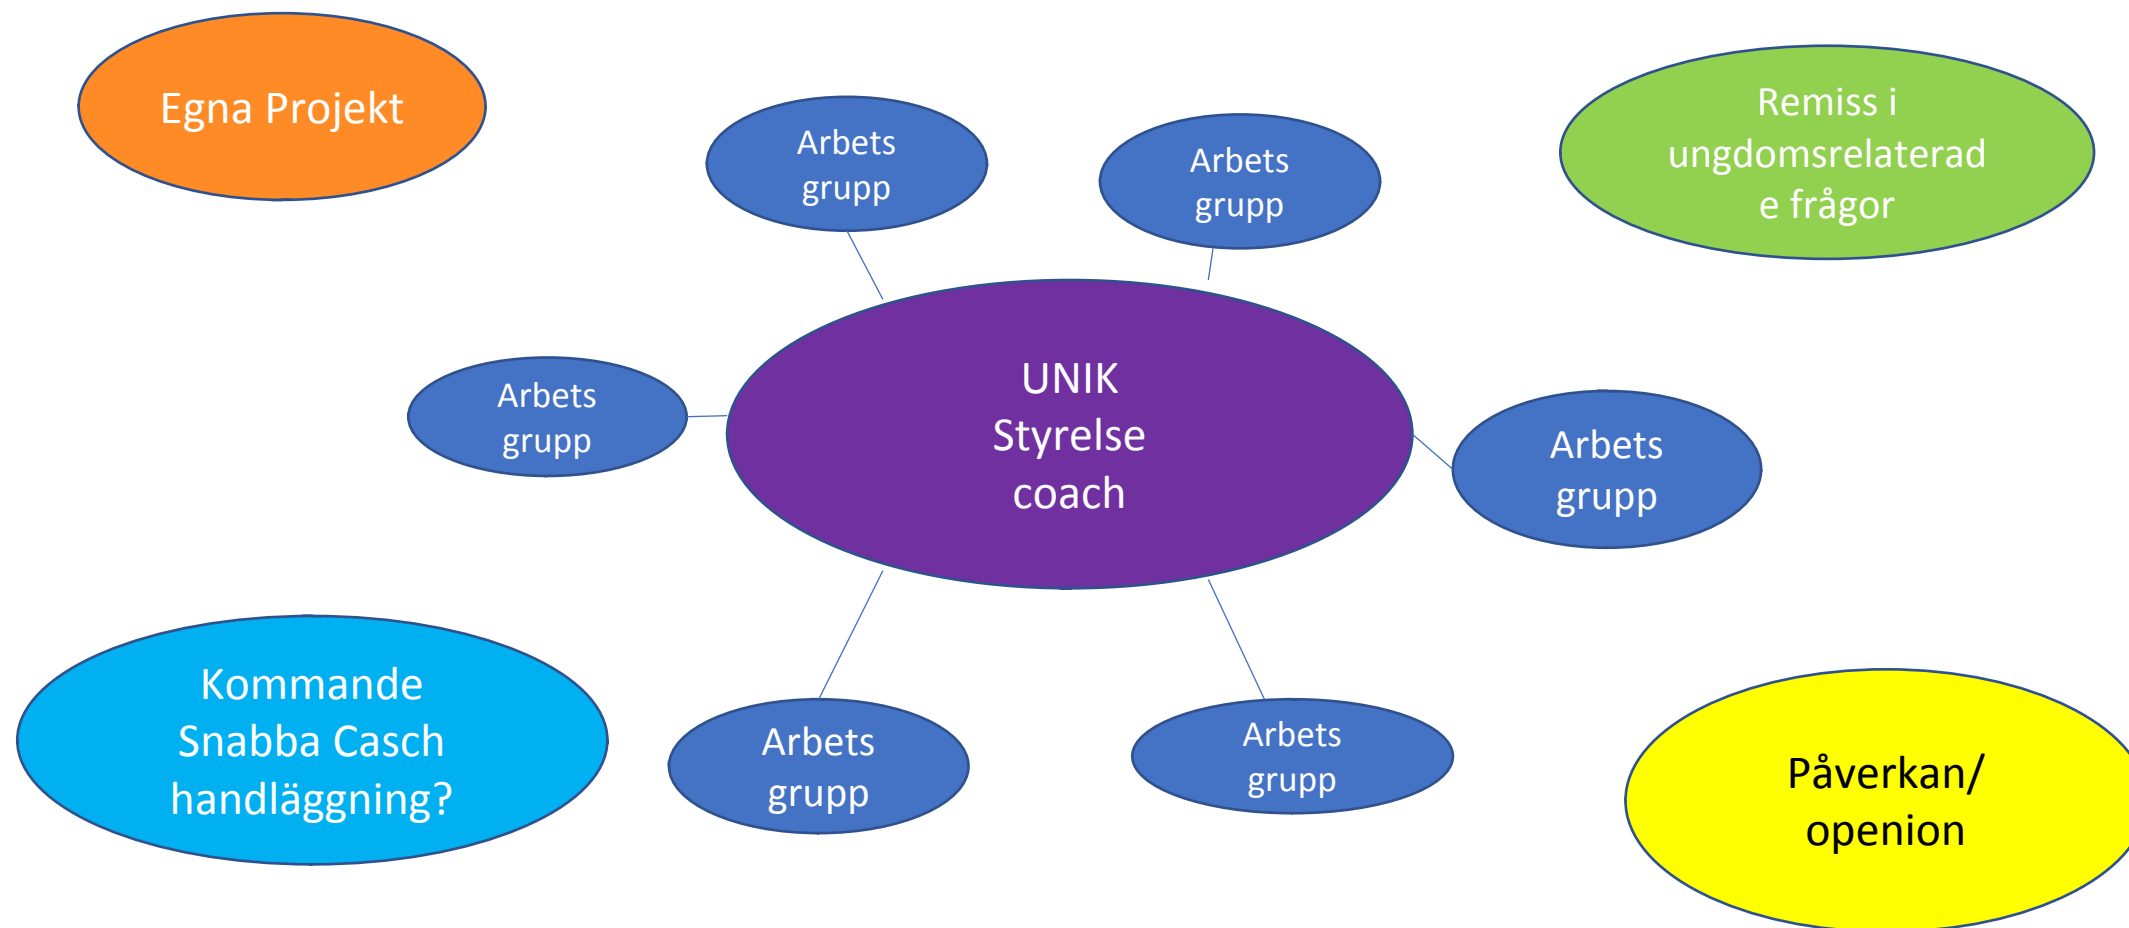 Egna Projekt
Arbets
grupp
Arbets
grupp
Remiss i
ungdomsrelaterad
e frågor
Arbets
grupp
UNIK
Styrelse
coach
Arbets
grupp
Kommande
Snabba Casch
handläggning?
Arbets
grupp
Arbets
grupp
Påverkan/
openion